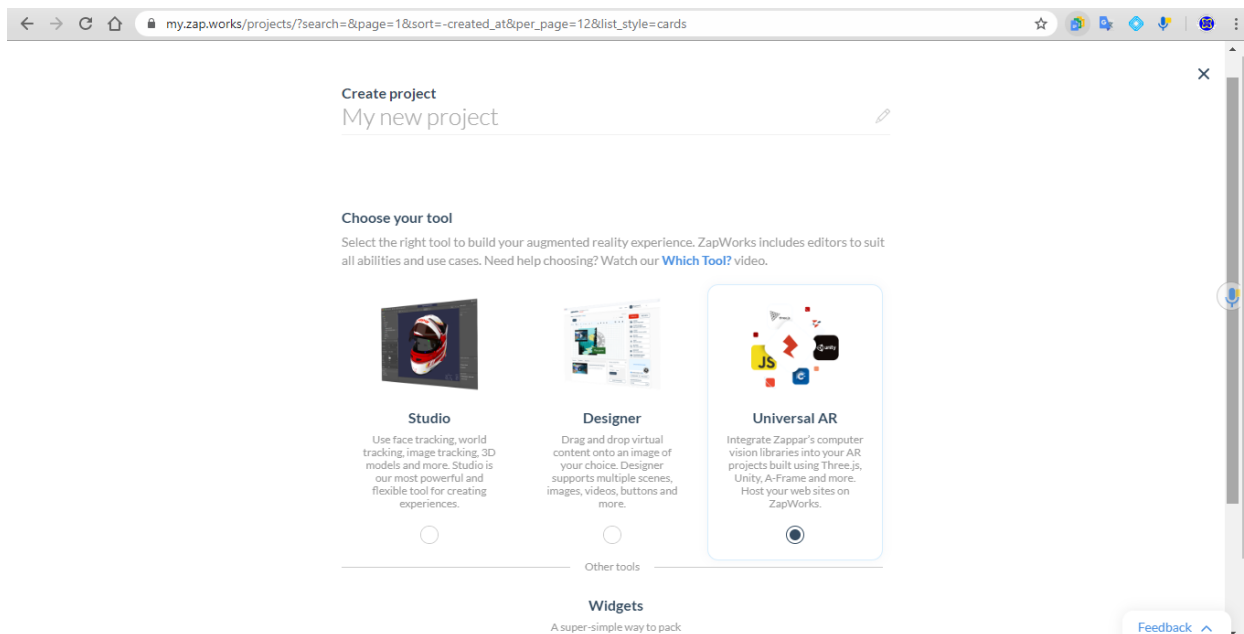 my.zap.works/projects/?search=&page=1&sort=-created_at&per_page=12&list_style=cards
Create project
My new project
Choose your tool
Select the right tool to build your augmented reality experience. ZapWorks includes editors to suit
all abilities and use cases. Need help choosing? Watch our Which Tool? video.
JS
unity
Studio
Use face tracking, world
tracking, image tracking, 3D
models and more. Studio is
our most powerful and
flexible tool for creating
experiences.
Designer
Drag and drop virtual
content onto an image of
your choice. Designer
supports multiple scenes,
images, videos, buttons and
more.
Universal AR
Integrate Zappar's computer
vision libraries into your AR
projects built using Three.js,
Unity, A-Frame and more.
Host your web sites on
ZapWorks.
Other tools
Widgets
A super-simple way to pack
Feedback